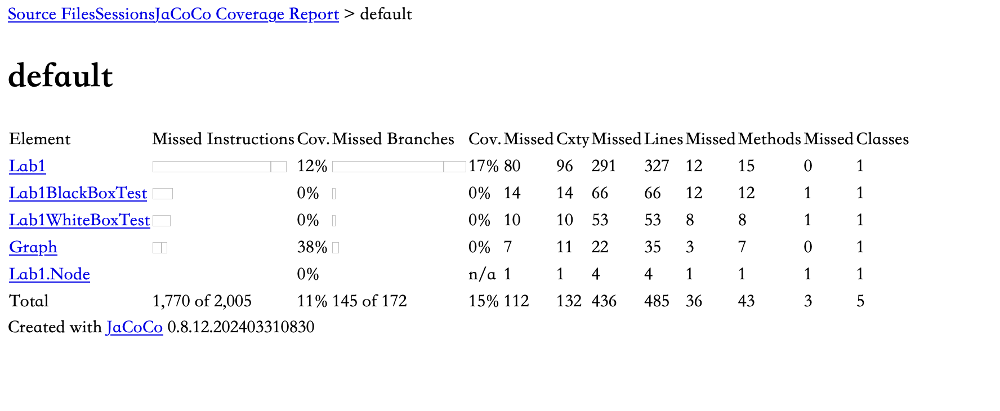 Source FilesSessionsJaCoCo Coverage Report > default
default
Element Missed Instructions Cov. Missed Branches Cov. Missed Cxty Missed Lines Missed Methods Missed Classes
Lab1 12% 17% 80 96 291 327 12 15 0 1
Lab1BlackBoxTest 0% 0% 14 14 66 66 12 12 1 1
Lab1WhiteBoxTest 0% 0% 10 10 53 53 8 8 1 1
Graph 38% 0% 7 11 22 35 3 7 0 1
Lab1.Node 0% n/a 1 1 4 4 1 1 1 1
Total 1,770 of 2,005 11% 145 of 172 15% 112 132 436 485 36 43 3 5
Created with JaCoCo 0.8.12.202403310830